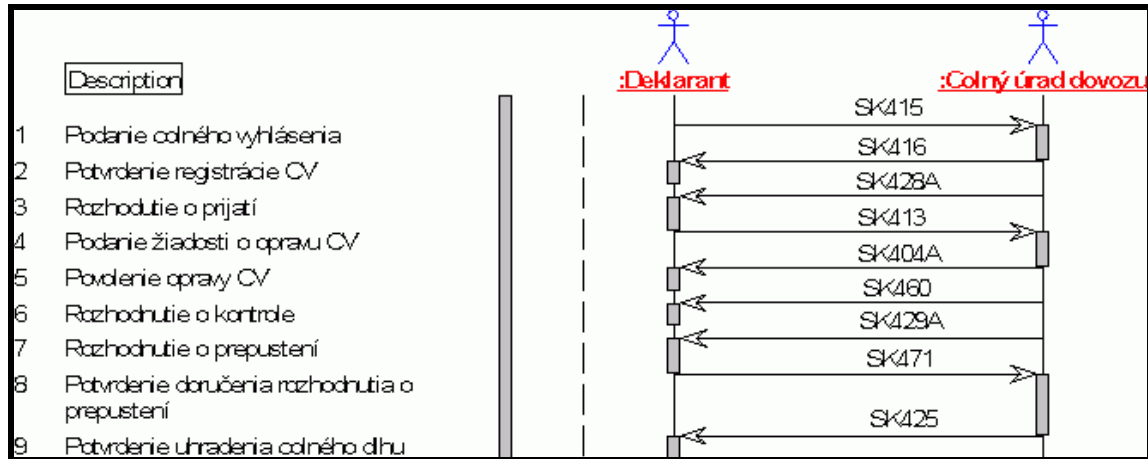 :Deklarant :Colný úrad dovozu
Description
SK415
1 Podanie colného vyhlásenia
SK416
2 Potvrdenie registrácie CV
SK428A
3 Rozhodutie o prijatí
SK413
4 Podanie žiadosti o opravu CV
SK404A
5 Povolenie opravy CV
SK460
6 Rozhodnutie o kontrole
SK429A
7 Rozhodnutie o prepustení
SK471
8 Potvrdenie doručenia rozhodnutia o
prepustení
SK425
9 Potvrdenie uhradenia colného dlhu